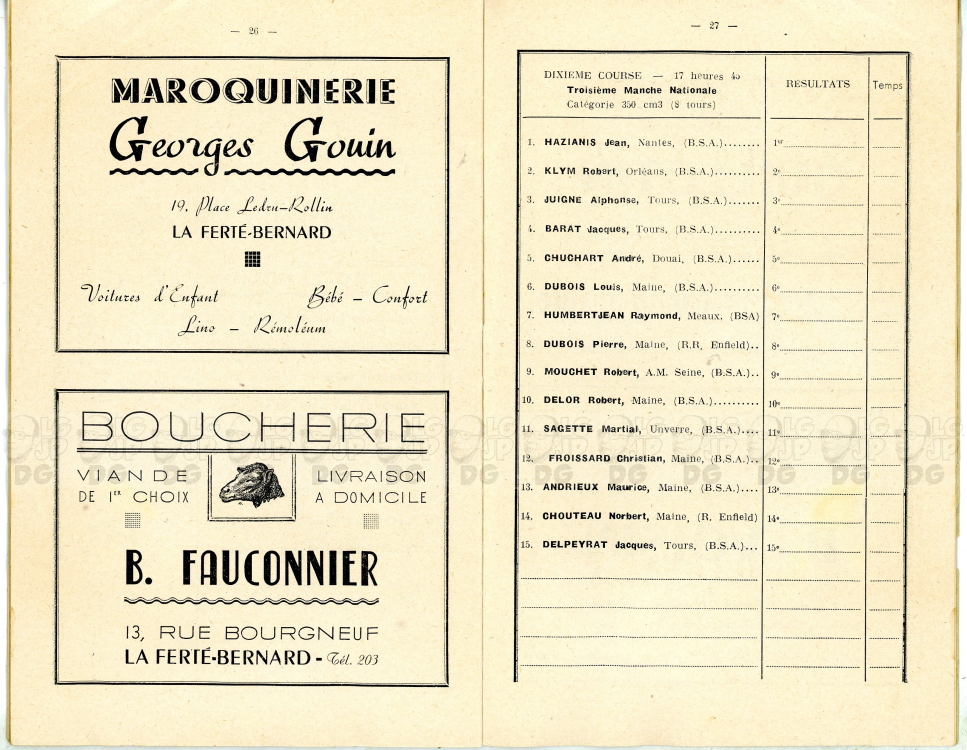 — 26 —
MAROQUINERIE
Georges Gouin
19, Place Ledru-Rollin
LA FERTÉ-BERNARD
Voitures d'Enfant Bébé - Confort
Lino - Rémoléum
BOUCHERIE
VIANDE DE 1er CHOIX
LIVRAISON A DOMICILE
B. FAUCONNIER
13, RUE BOURGNEUF
LA FERTÉ-BERNARD - Tél. 203
— 27 —
DIXIEME COURSE — 17 heures 40
Troisième Manche Nationale
Catégorie 350 cm3 (8 tours)
RESULTATS
Temps
1. HAZIANIS Jean, Nantes, (B.S.A.)........ 1er
2. KLYM Robert, Orléans, (B.S.A.).......... 2e
3. JUIGNE Alphonse, Tours, (B.S.A.)....... 3e
4. BARAT Jacques, Tours, (B.S.A.).......... 4e
5. CHUCHART André, Douai, (B.S.A.)...... 5e
6. DUBOIS Louis, Maine, (B.S.A.).......... 6e
7. HUMBERTJEAN Raymond, Meaux, (BSA) 7e
8. DUBOIS Pierre, Maine, (R.R. Enfield).. 8e
9. MOUCHET Robert, A.M. Seine, (B.S.A.).. 9e
10. DELOR Robert, Maine, (B.S.A.).......... 10e
11. SAGETTE Martial, Unverre, (B.S.A.).... 11e
12. FROISSARD Christian, Maine, (B.S.A.).. 12e
13. ANDRIEUX Maurice, Maine, (B.S.A.).... 13e
14. CHOUTEAU Norbert, Maine, (R. Enfield) 14e
15. DELPEYRAT Jacques, Tours, (B.S.A.)... 15e